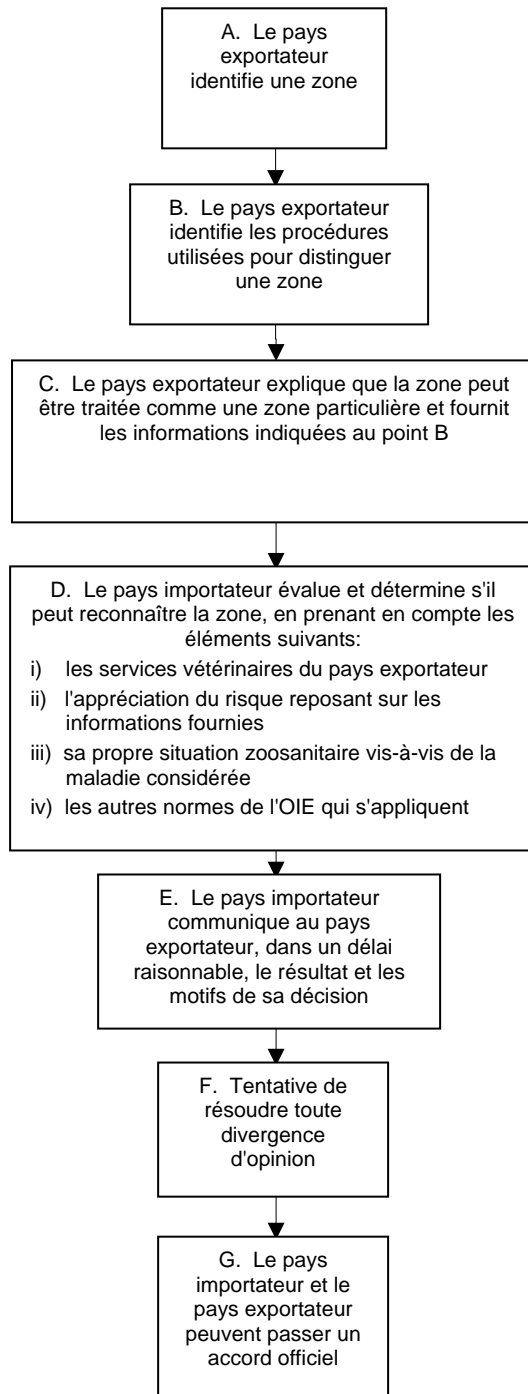 A. Le pays
exportateur
identifie une zone
B. Le pays exportateur
identifie les procédures
utilisées pour distinguer
une zone
C. Le pays exportateur explique que la zone peut
être traitée comme une zone particulière et fournit
les informations indiquées au point B
D. Le pays importateur évalue et détermine s'il
peut reconnaître la zone, en prenant en compte les
éléments suivants:
i) les services vétérinaires du pays exportateur
ii) l'appréciation du risque reposant sur les
informations fournies
iii) sa propre situation zoosanitaire vis-à-vis de la
maladie considérée
iv) les autres normes de l'OIE qui s'appliquent
E. Le pays importateur
communique au pays
exportateur, dans un délai
raisonnable, le résultat et les
motifs de sa décision
F. Tentative de
résoudre toute
divergence
d'opinion
G. Le pays
importateur et le
pays exportateur
peuvent passer un
accord officiel